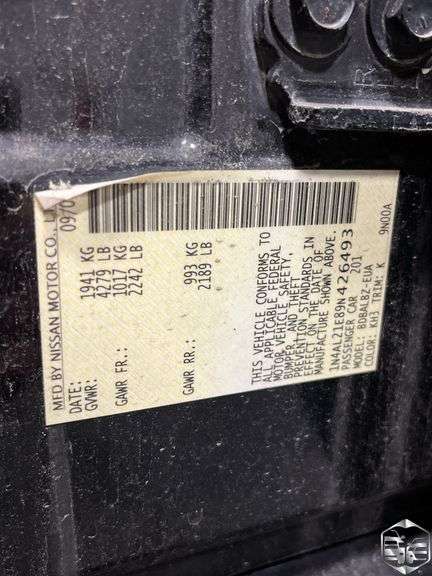 MFD BY NISSAN MOTOR CO., L
DATE: 09/0
GVWR: 1941 KG
4279 LB
GAWR FR.: 1017 KG
2242 LB
GAWR RR.: 993 KG
2189 LB
THIS VEHICLE CONFORMS TO
ALL APPLICABLE FEDERAL
MOTOR VEHICLE SAFETY,
BUMPER, AND THEFT
PREVENTION STANDARDS IN
EFFECT ON THE DATE OF
MANUFACTURE SHOWN ABOVE.
1N4AL21E89N426493
PASSENGER CAR 201
MODEL: BDRALB2-EUA
COLOR: KH3 TRIM: K 9N00A
R